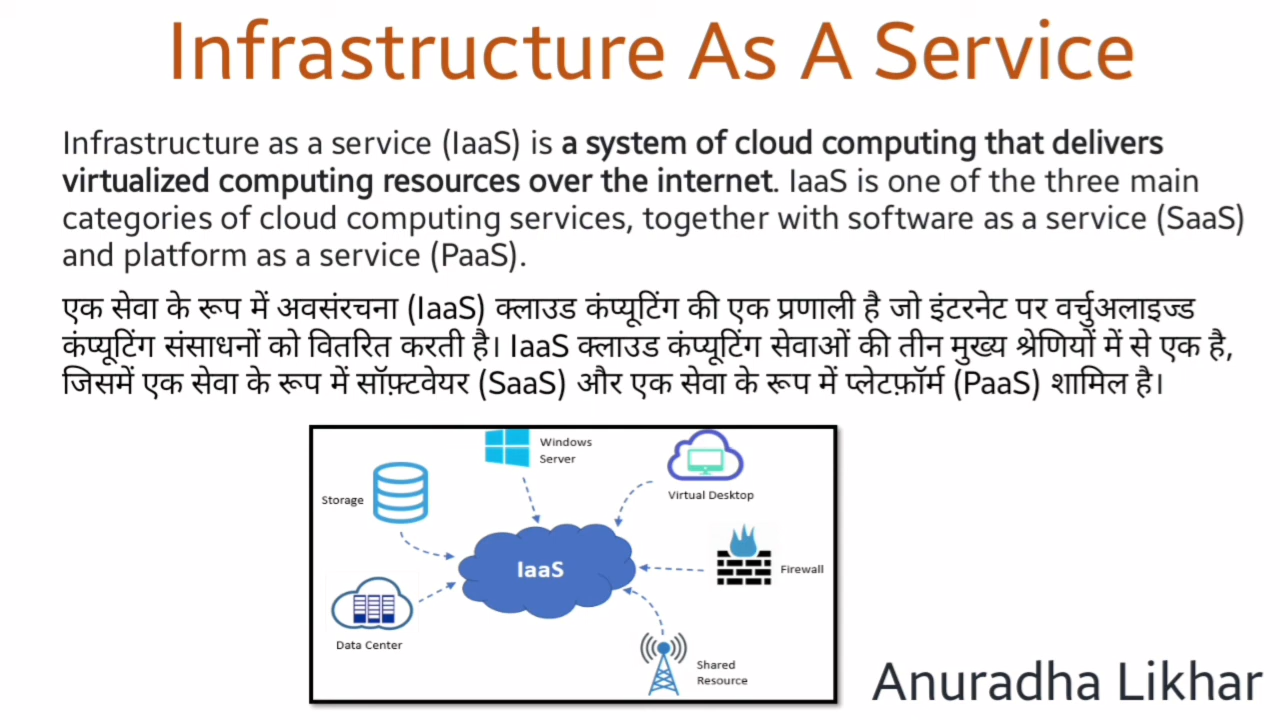 Infrastructure As A Service
Infrastructure as a service (IaaS) is a system of cloud computing that delivers
virtualized computing resources over the internet. IaaS is one of the three main
categories of cloud computing services, together with software as a service (SaaS)
and platform as a service (PaaS).
एक सेवा के रूप में अवसंरचना (IaaS) क्लाउड कंप्यूटिंग की एक प्रणाली है जो इंटरनेट पर वर्चुअलाइज्ड
कंप्यूटिंग संसाधनों को वितरित करती है। IaaS क्लाउड कंप्यूटिंग सेवाओं की तीन मुख्य श्रेणियों में से एक है,
जिसमें एक सेवा के रूप में सॉफ़्टवेयर (SaaS) और एक सेवा के रूप में प्लेटफ़ॉर्म (PaaS) शामिल है।
Windows
Server
Storage
Virtual Desktop
IaaS
Firewall
Data Center
Shared
Resource
Anuradha Likhar